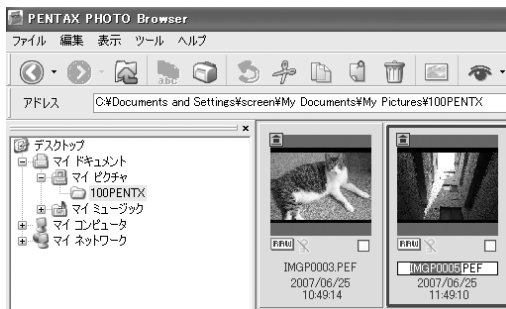 PENTAX PHOTO Browser
ファイル 編集 表示 ツール ヘルプ
abc
アドレス C:¥Documents and Settings¥screen¥My Documents¥My Pictures¥100PENTX
デスクトップ
マイ ドキュメント
マイ ピクチャ
100PENTX
マイ ミュージック
マイ コンピュータ
マイ ネットワーク
RAW
RAW
IMGP0003.PEF
2007/06/25
10:49:14
IMGP0005.PEF
2007/06/25
11:49:10